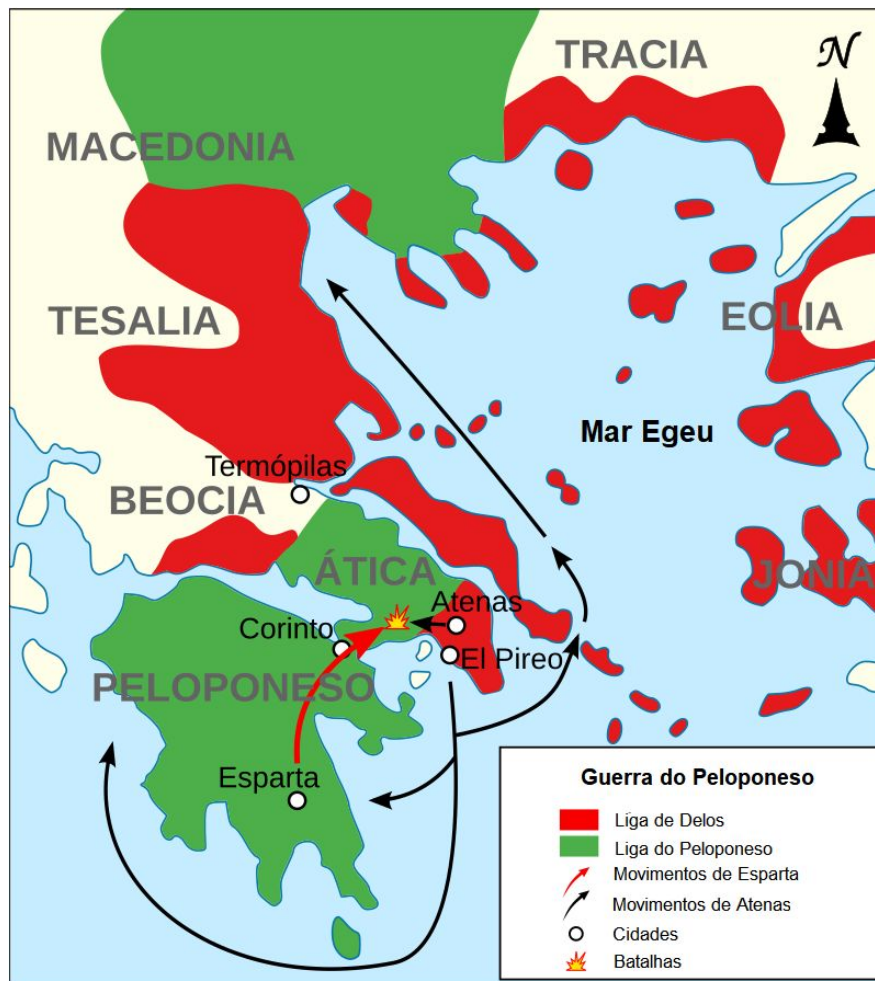 TRACIA
N
MACEDONIA
TESALIA
EOLIA
Mar Egeu
Termópilas
BEOCIA
ÁTICA
JONIA
Atenas
Corinto
El Pireo
PELOPONESO
Esparta
Guerra do Peloponeso
Liga de Delos
Liga do Peloponeso
Movimentos de Esparta
Movimentos de Atenas
Cidades
Batalhas